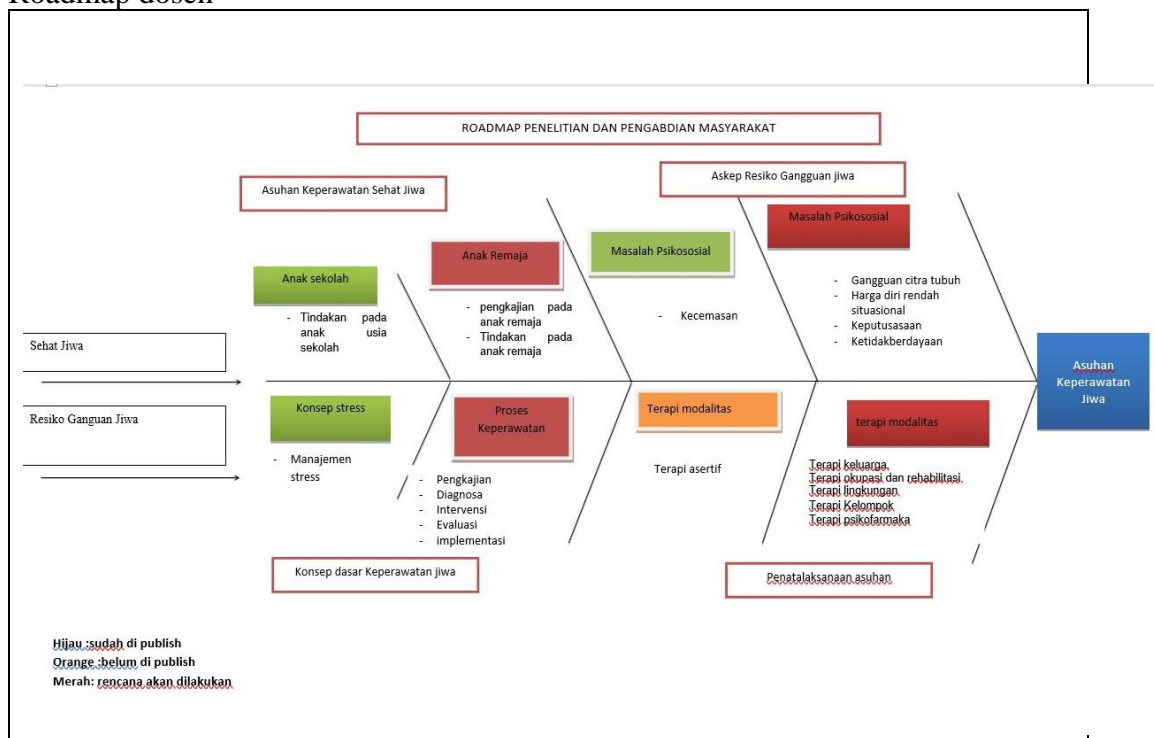 Roadmap dosen
ROADMAP PENELITIAN DAN PENGABDIAN MASYARAKAT
Asuhan Keperawatan Sehat Jiwa
Askep Resiko Gangguan jiwa
Anak sekolah
- Tindakan pada
anak usia
sekolah
Anak Remaja
- pengkajian pada
anak remaja
- Tindakan pada
anak remaja
Masalah Psikososial
- Kecemasan
Masalah Psikososial
- Gangguan citra tubuh
- Harga diri rendah
situasional
- Keputusasaan
- Ketidakberdayaan
Sehat Jiwa
Resiko Ganguan Jiwa
Asuhan
Keperawatan
Jiwa
Konsep stress
- Manajemen
stress
Proses
Keperawatan
- Pengkajian
- Diagnosa
- Intervensi
- Evaluasi
- implementasi
Terapi modalitas
Terapi asertif
terapi modalitas
Terapi keluarga,
Terapi okupasi dan rehabilitasi,
Terapi lingkungan
Terapi Kelompok
Terapi psikofarmaka
Konsep dasar Keperawatan jiwa
Penatalaksanaan asuhan
Hijau :sudah di publish
Orange :belum di publish
Merah: rencana akan dilakukan